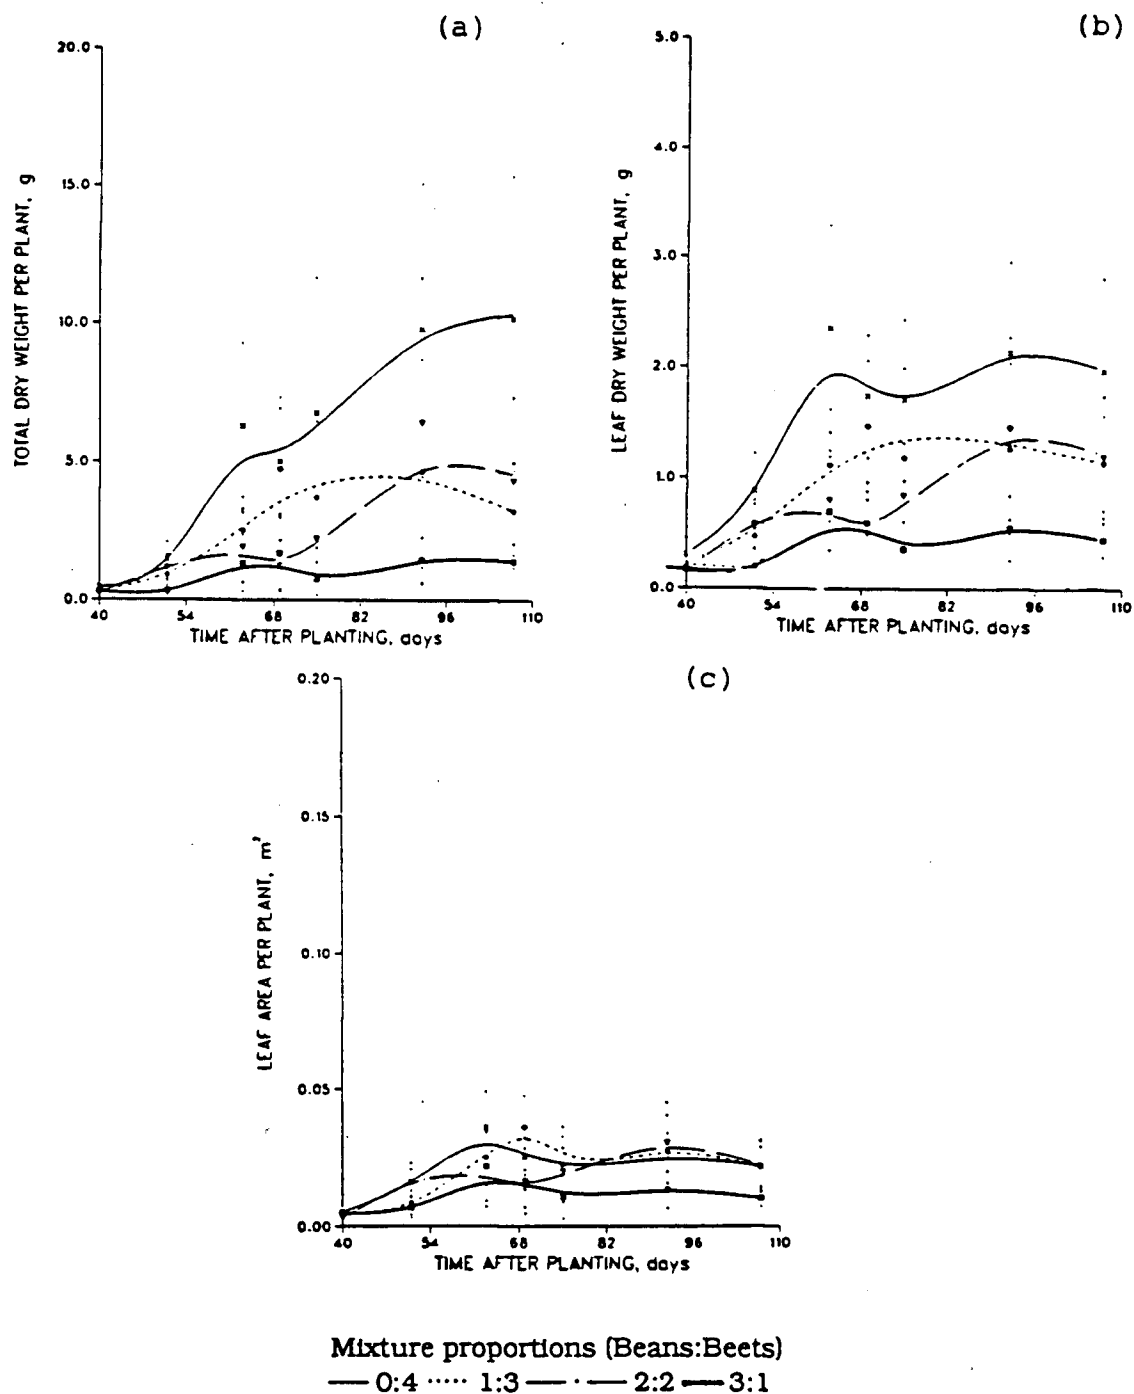 (a)
20.0
15.0
10.0
5.0
0.0
TOTAL DRY WEIGHT PER PLANT, g
40 54 68 82 96 110
TIME AFTER PLANTING, days
(b)
5.0
4.0
3.0
2.0
1.0
0.0
LEAF DRY WEIGHT PER PLANT, g
40 54 68 82 96 110
TIME AFTER PLANTING, days
(c)
0.20
0.15
0.10
0.05
0.00
LEAF AREA PER PLANT, m²
40 54 68 82 96 110
TIME AFTER PLANTING, days
Mixture proportions (Beans:Beets)
0:4 1:3 2:2 3:1